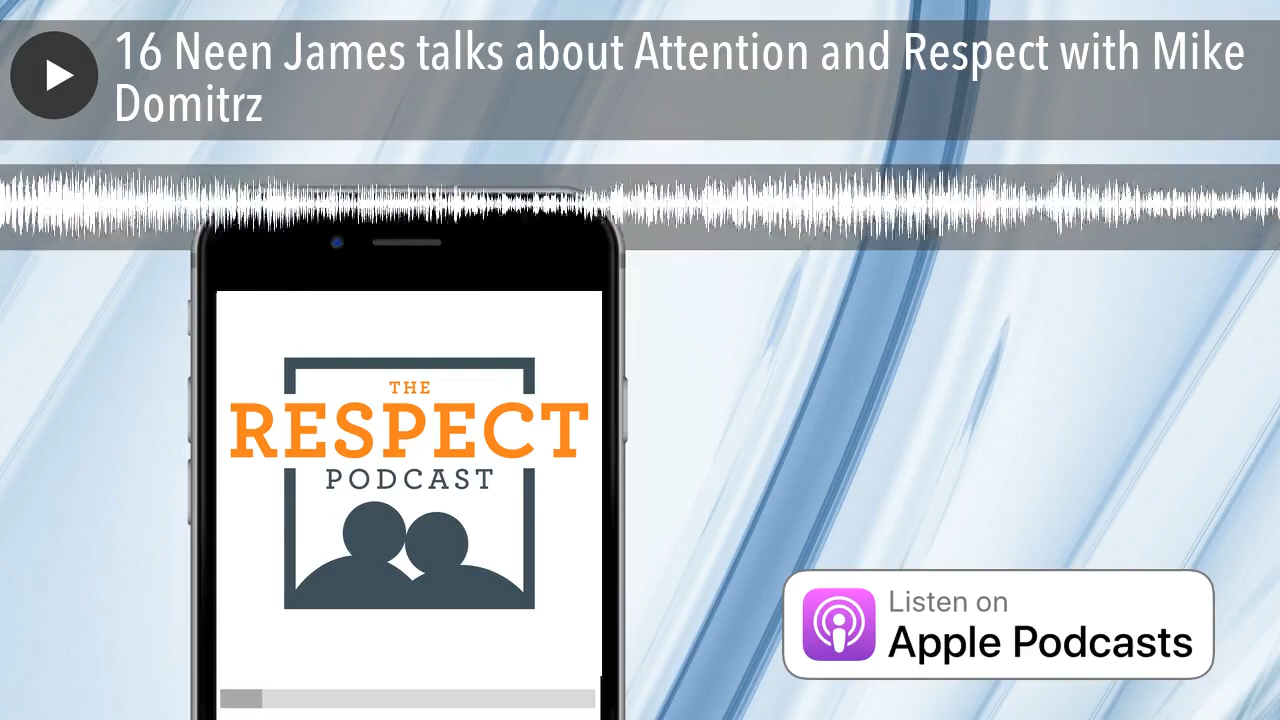 16 Neen James talks about Attention and Respect with Mike
Domitrz
THE
RESPECT
PODCAST
Listen on
Apple Podcasts